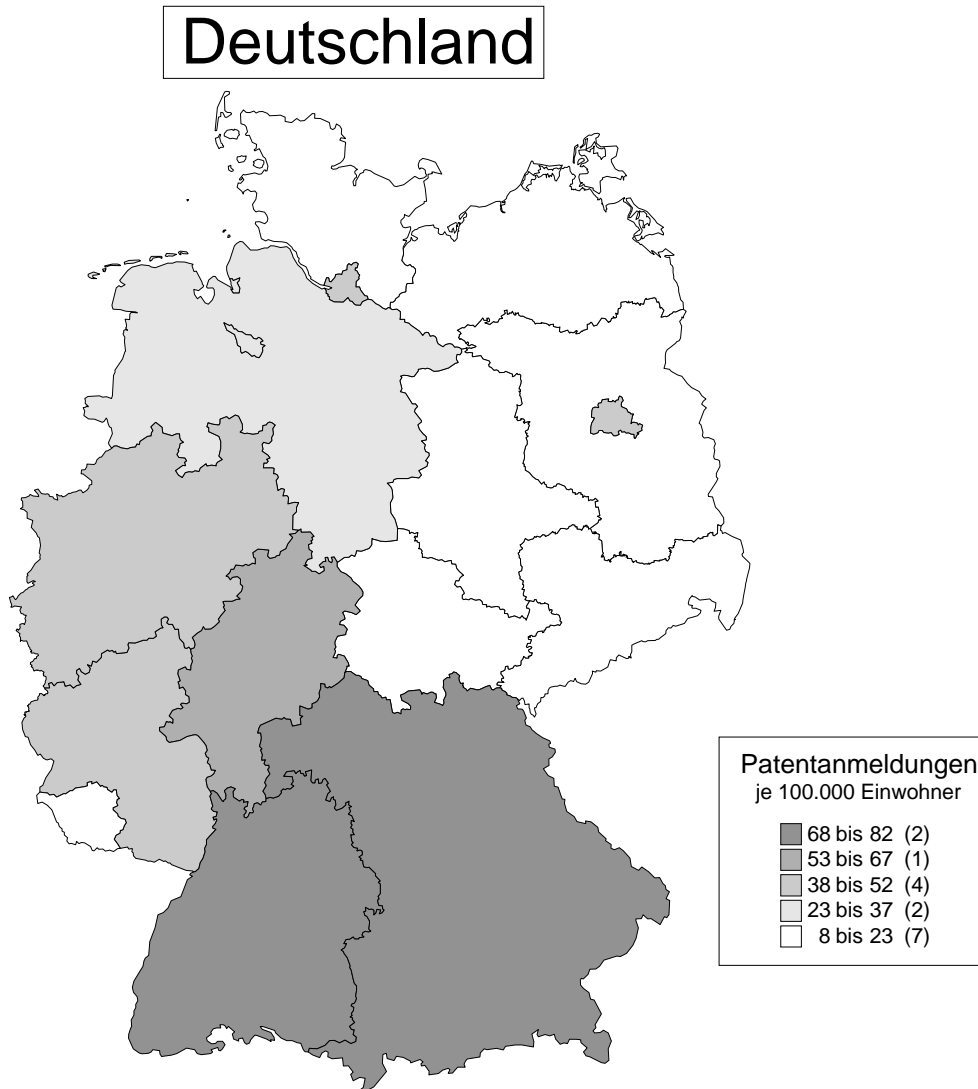 Deutschland
Patentanmeldungen
je 100.000 Einwohner
68 bis 82 (2)
53 bis 67 (1)
38 bis 52 (4)
23 bis 37 (2)
8 bis 23 (7)